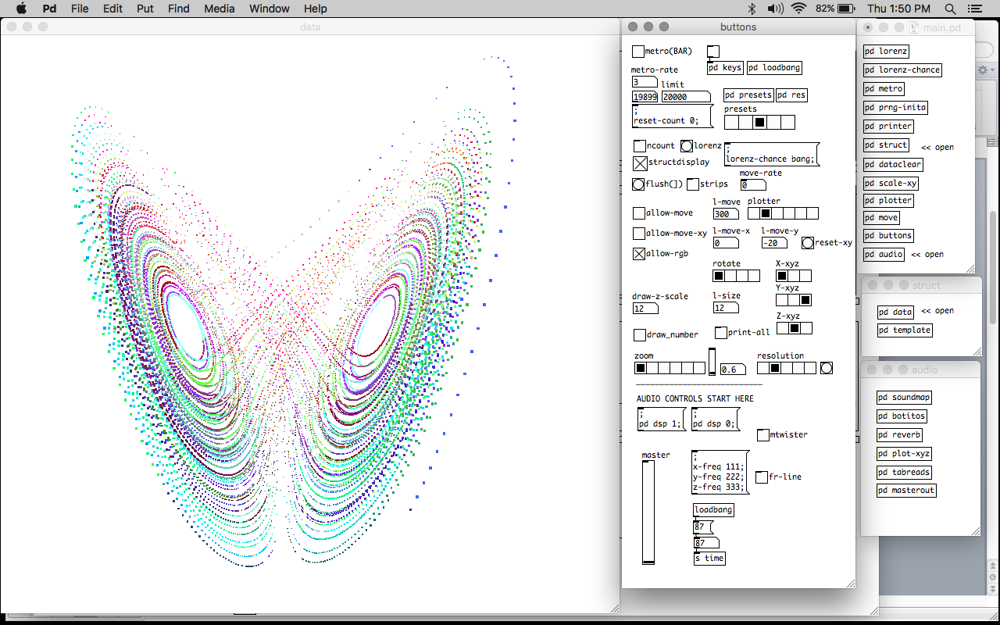 Pd File Edit Put Find Media Window Help 82% Thu 1:50 PM
data
buttons
metro(BAR)
pd keys
pd loadbang
metro-rate
3
limit
19899
20000
pd presets
pd res
;
reset-count 0;
presets
ncount
lorenz
;
lorenz-chance bang;
structdisplay
flush(])
strips
move-rate
0
allow-move
l-move
300
plotter
allow-move-xy
l-move-x
0
l-move-y
-20
reset-xy
allow-rgb
rotate
X-xyz
Y-xyz
draw-z-scale
12
l-size
12
Z-xyz
draw_number
print-all
zoom
0.6
resolution
AUDIO CONTROLS START HERE
;
pd dsp 1;
;
pd dsp 0;
mtwister
master
;
x-freq 111;
y-freq 222;
z-freq 333;
fr-line
loadbang
87
87
s time
main.pd
pd lorenz
pd lorenz-chance
pd metro
pd prng-inita
pd printer
pd struct << open
pd dataclear
pd scale-xy
pd plotter
pd move
pd buttons
pd audio << open
struct
pd data << open
pd template
audio
pd soundmap
pd botitos
pd reverb
pd plot-xyz
pd tabreads
pd masterout